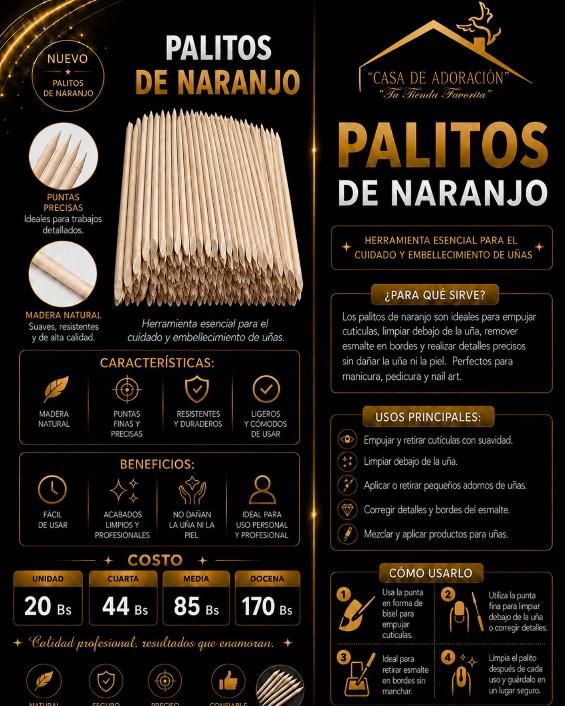 NUEVO
PALITOS
DE NARANJO
PALITOS
DE NARANJO
PUNTAS
PRECISAS
Ideales para trabajos
detallados.
MADERA NATURAL
Suaves, resistentes
y de alta calidad.
Herramienta esencial para el
cuidado y embellecimiento de uñas.
CARACTERÍSTICAS:
MADERA
NATURAL
PUNTAS
FINAS Y
PRECISAS
RESISTENTES
Y DURADEROS
LIGEROS
Y CÓMODOS
DE USAR
BENEFICIOS:
FÁCIL
DE USAR
ACABADOS
LIMPIOS Y
PROFESIONALES
NO DAÑAN
LA UÑA NI LA
PIEL
IDEAL PARA
USO PERSONAL
Y PROFESIONAL
COSTO
UNIDAD
20 Bs
CUARTA
44 Bs
MEDIA
85 Bs
DOCENA
170 Bs
Calidad profesional, resultados que enamoran.
NATURAL
SEGURO
PRECISO
CONFIABLE
“CASA DE ADORACIÓN”
“Tu Tienda Favorita”
PALITOS
DE NARANJO
HERRAMIENTA ESENCIAL PARA EL
CUIDADO Y EMBELLECIMIENTO DE UÑAS
¿PARA QUÉ SIRVE?
Los palitos de naranjo son ideales para empujar
cutículas, limpiar debajo de la uña, remover
esmalte en bordes y realizar detalles precisos
sin dañar la uña ni la piel. Perfectos para
manicura, pedicura y nail art.
USOS PRINCIPALES:
Empujar y retirar cutículas con suavidad.
Limpiar debajo de la uña.
Aplicar o retirar pequeños adornos de uñas.
Corregir detalles y bordes del esmalte.
Mezclar y aplicar productos para uñas.
CÓMO USARLO
1
Usa la punta
en forma de
bisel para
empujar
cutículas.
2
Utiliza la punta
fina para limpiar
debajo de la uña
o corregir detalles.
3
Ideal para
retirar esmalte
en bordes sin
manchar.
4
Limpia el palito
después de cada
uso y guárdalo en
un lugar seguro.